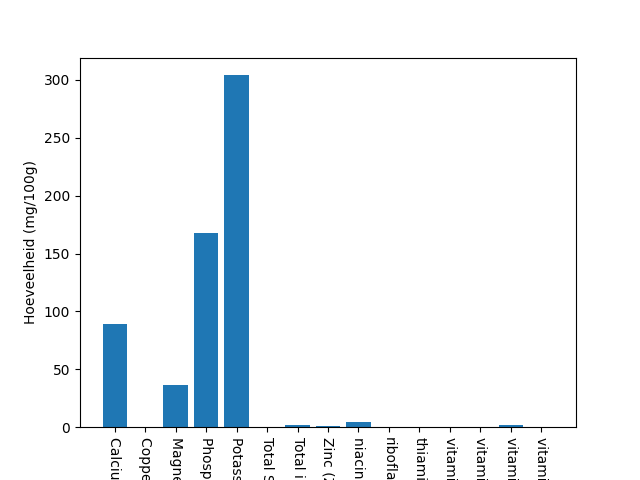 300
250
200
150
100
50
0
Hoeveelheid (mg/100g)
Calciu
Coppe
Magne
Phosp
Potass
Total S
Total i
Zinc (Z
niacin
ribofla
thiami
vitami
vitami
vitami
vitami